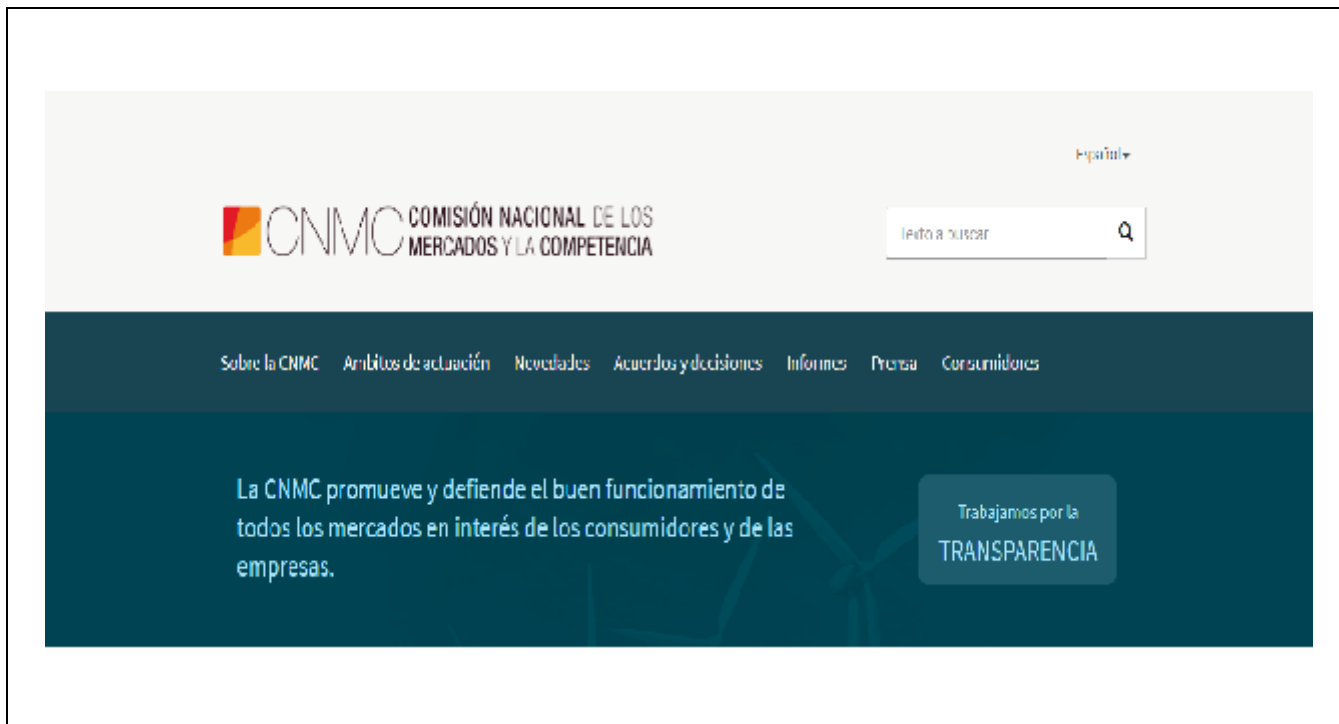 Español
CNMC COMISIÓN NACIONAL DE LOS
MERCADOS Y LA COMPETENCIA
Texto a buscar
Sobre la CNMC Ambitos de actuación Novedades Acuerdos y decisiones Informes Prensa Consumidores
La CNMC promueve y defiende el buen funcionamiento de
todos los mercados en interés de los consumidores y de las
empresas.
Trabajamos por la
TRANSPARENCIA